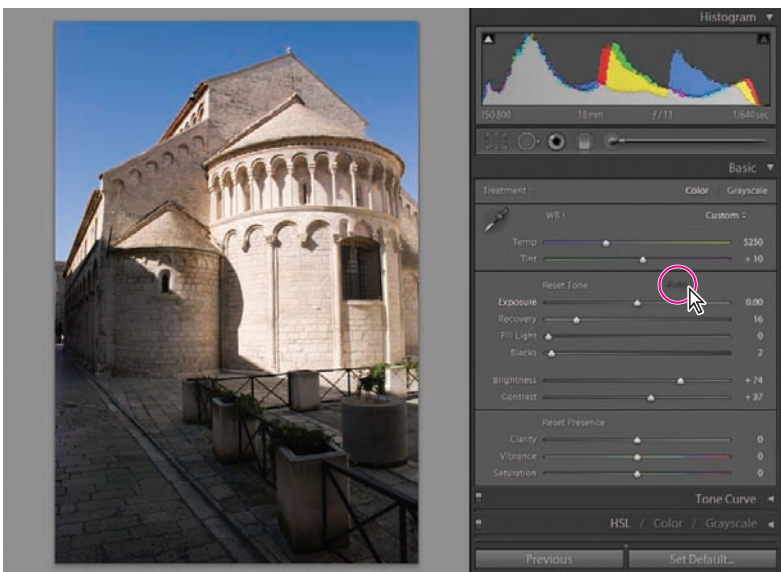 Histogram
ISO 800 18mm f / 13 1/640 sec
Basic
Treatment : Color Grayscale
WB : Custom
Temp 5250
Tint + 10
Reset Tone Auto
Exposure 0.00
Recovery 16
Fill Light 0
Blacks 2
Brightness + 74
Contrast + 37
Reset Presence
Clarity 0
Vibrance 0
Saturation 0
Tone Curve
HSL / Color / Grayscale
Previous Set Default...